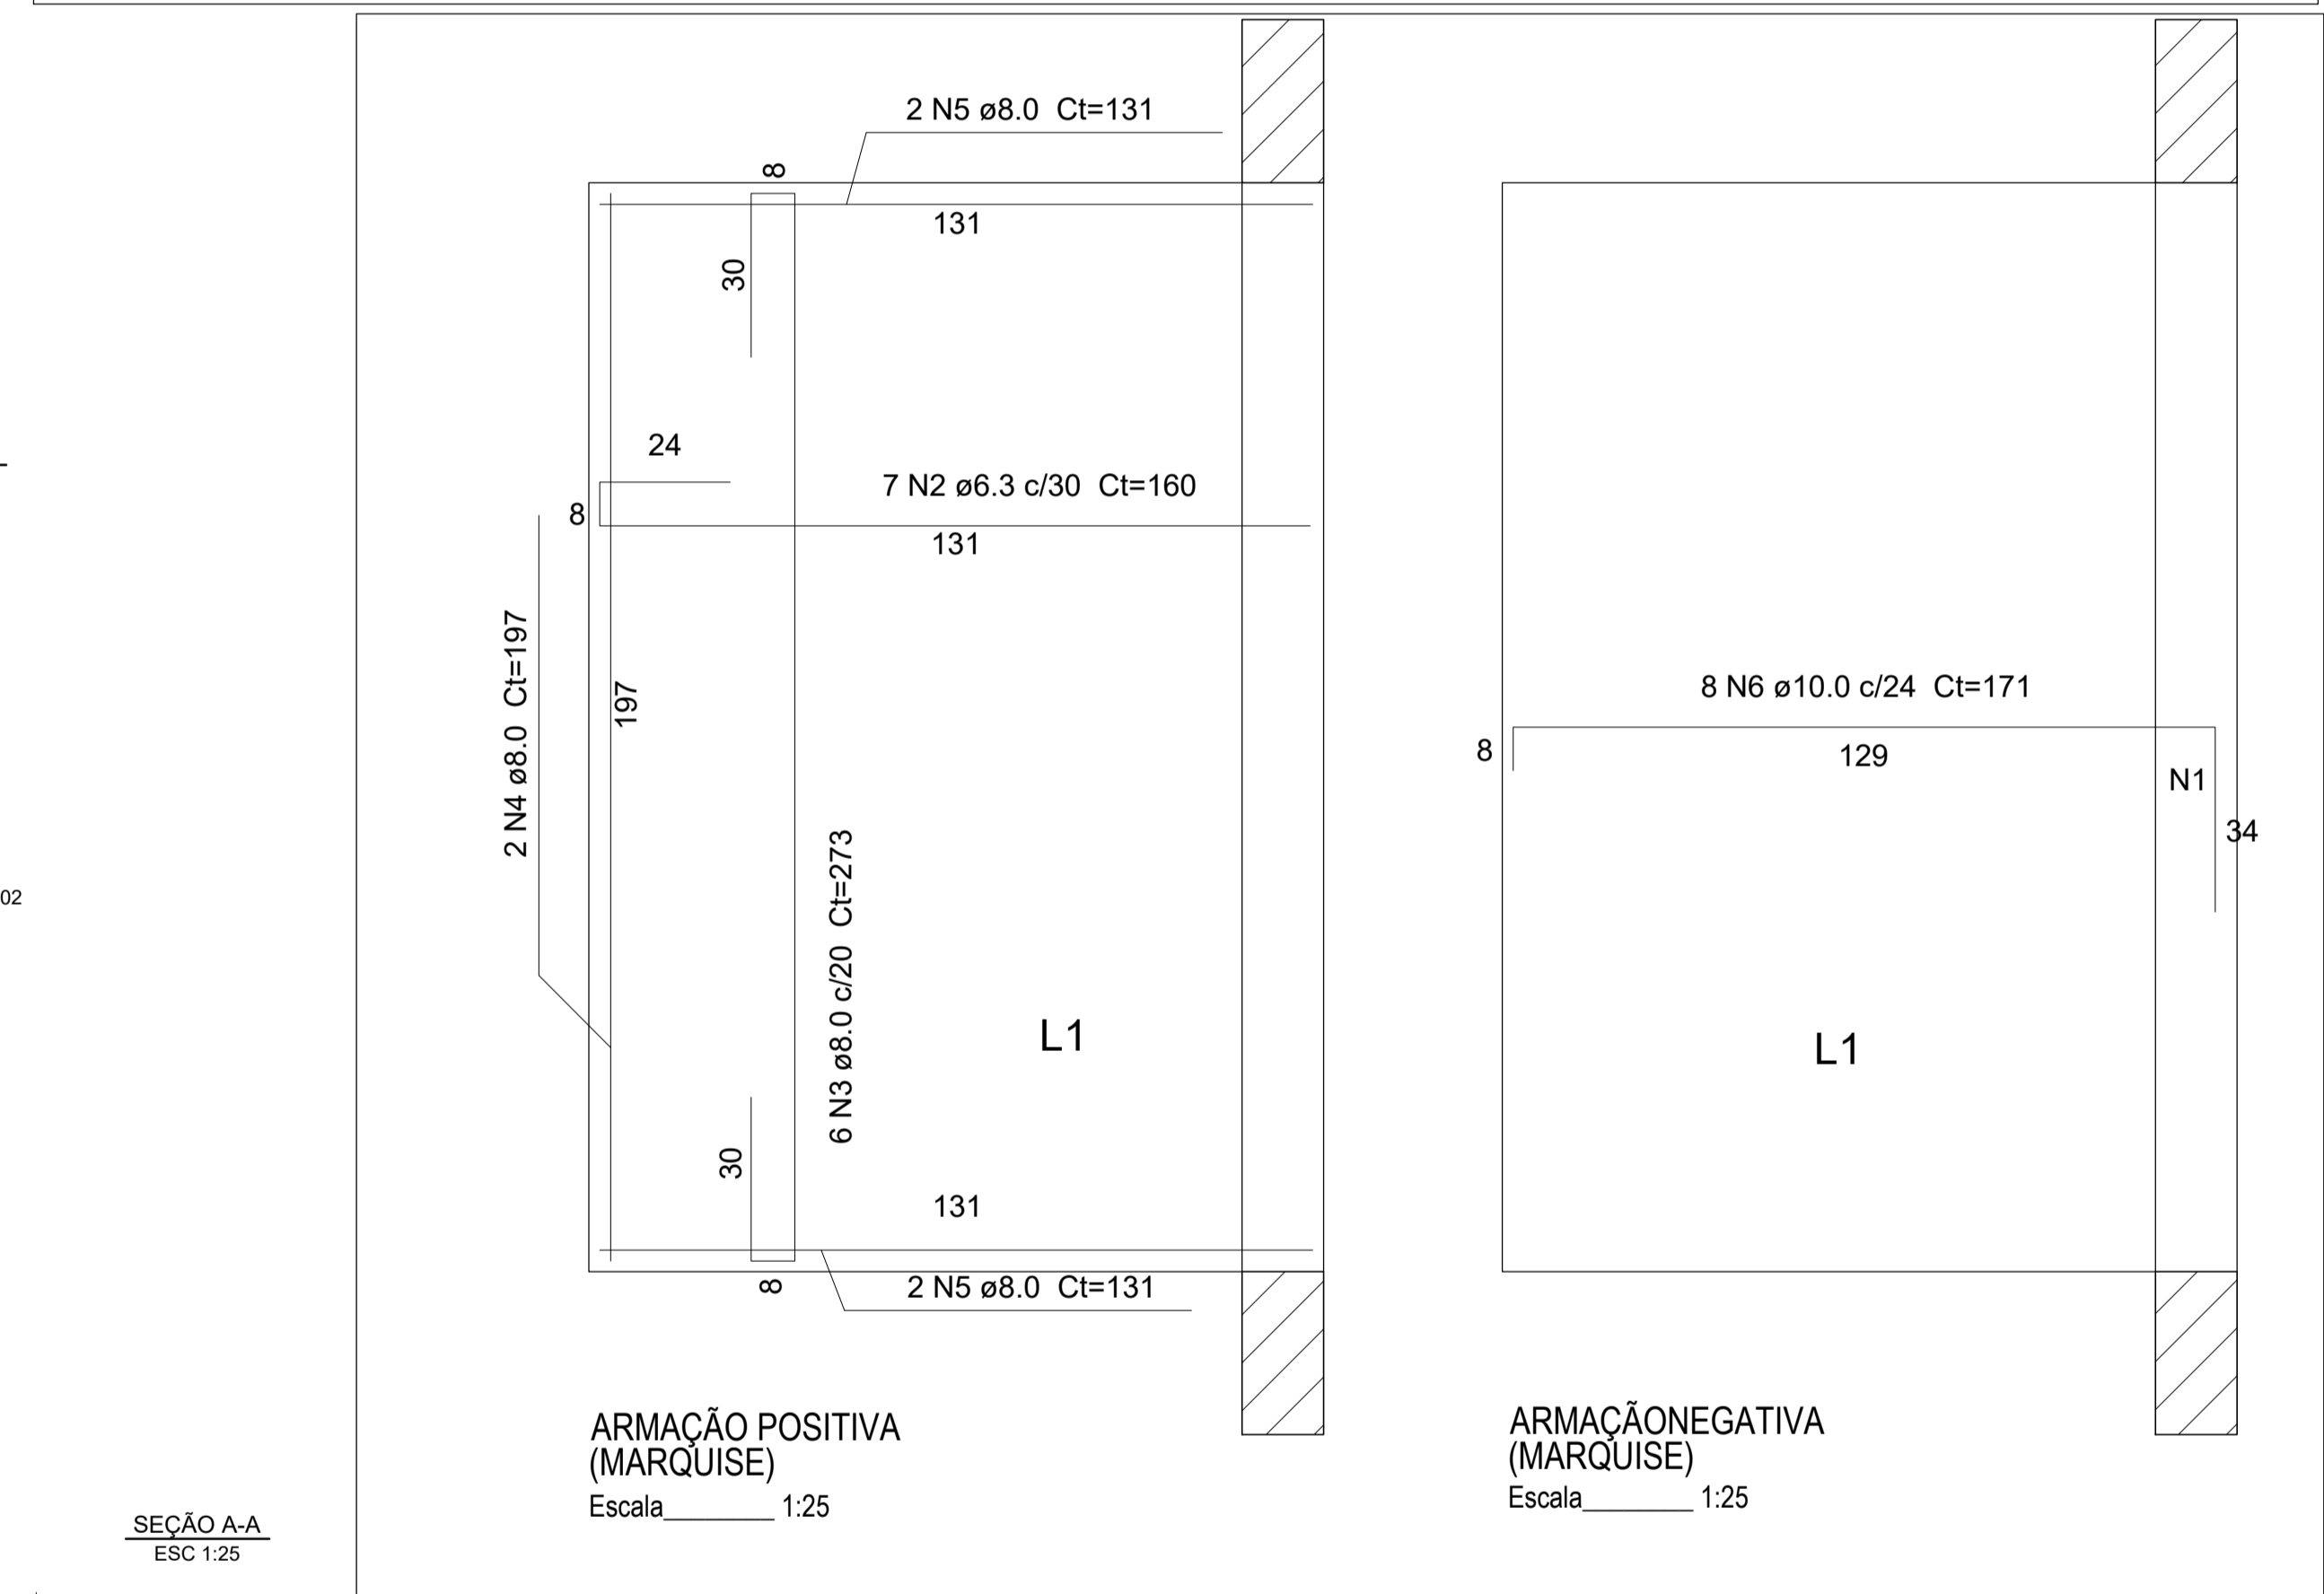 2 N5 ø8.0 Ct=131
8
131
30
24
7 N2 ø6.3 c/30 Ct=160
8
131
2 N4 ø8.0 Ct=197
197
6 N3 ø8.0 c/20 Ct=273
L1
30
131
8
2 N5 ø8.0 Ct=131
ARMAÇÃO POSITIVA
(MARQUISE)
Escala________ 1:25
8 N6 ø10.0 c/24 Ct=171
8
129
N1
34
L1
ARMAÇÃONEGATIVA
(MARQUISE)
Escala________ 1:25
02
SEÇÃO A-A
ESC 1:25